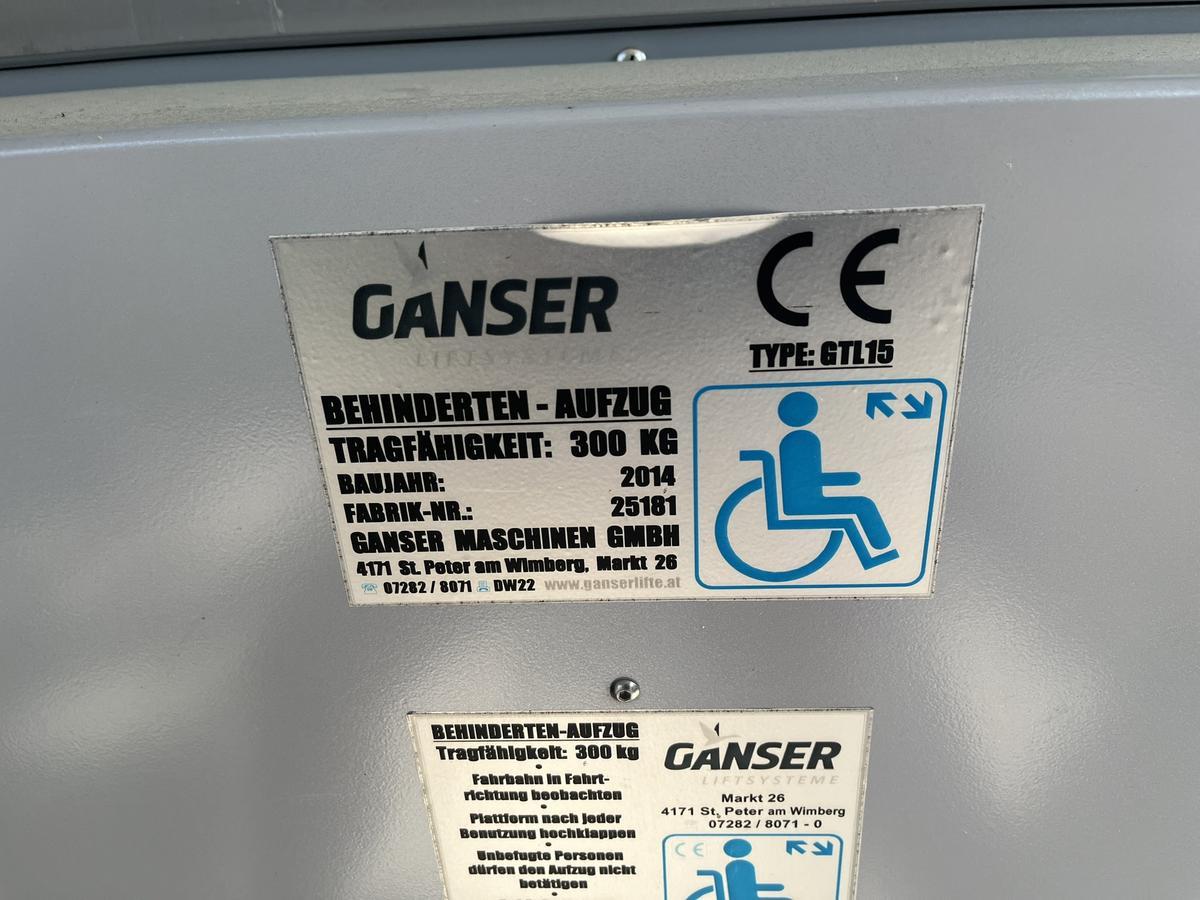 GANSER
LIFTSYSTEME
CE
TYPE: GTL15
BEHINDERTEN - AUFZUG
TRAGFÄHIGKEIT: 300 KG
BAUJAHR: 2014
FABRIK-NR.: 25181
GANSER MASCHINEN GMBH
4171 St. Peter am Wimberg, Markt 26
07282 / 8071 DW22 www.ganserlifte.at
BEHINDERTEN-AUFZUG
Tragfähigkeit: 300 kg
•
Fahrbahn in Fahrt-
richtung beobachten
•
Plattform nach jeder
Benutzung hochklappen
•
Unbefugte Personen
dürfen den Aufzug nicht
betätigen
•
GANSER
LIFTSYSTEME
Markt 26
4171 St. Peter am Wimberg
07282 / 8071 - 0
CE